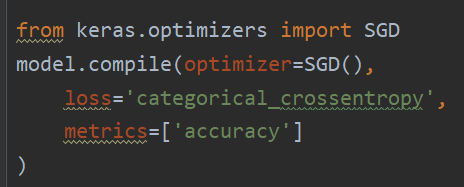 from keras.optimizers import SGD
model.compile(optimizer=SGD(),
    loss='categorical_crossentropy',
    metrics=['accuracy']
)